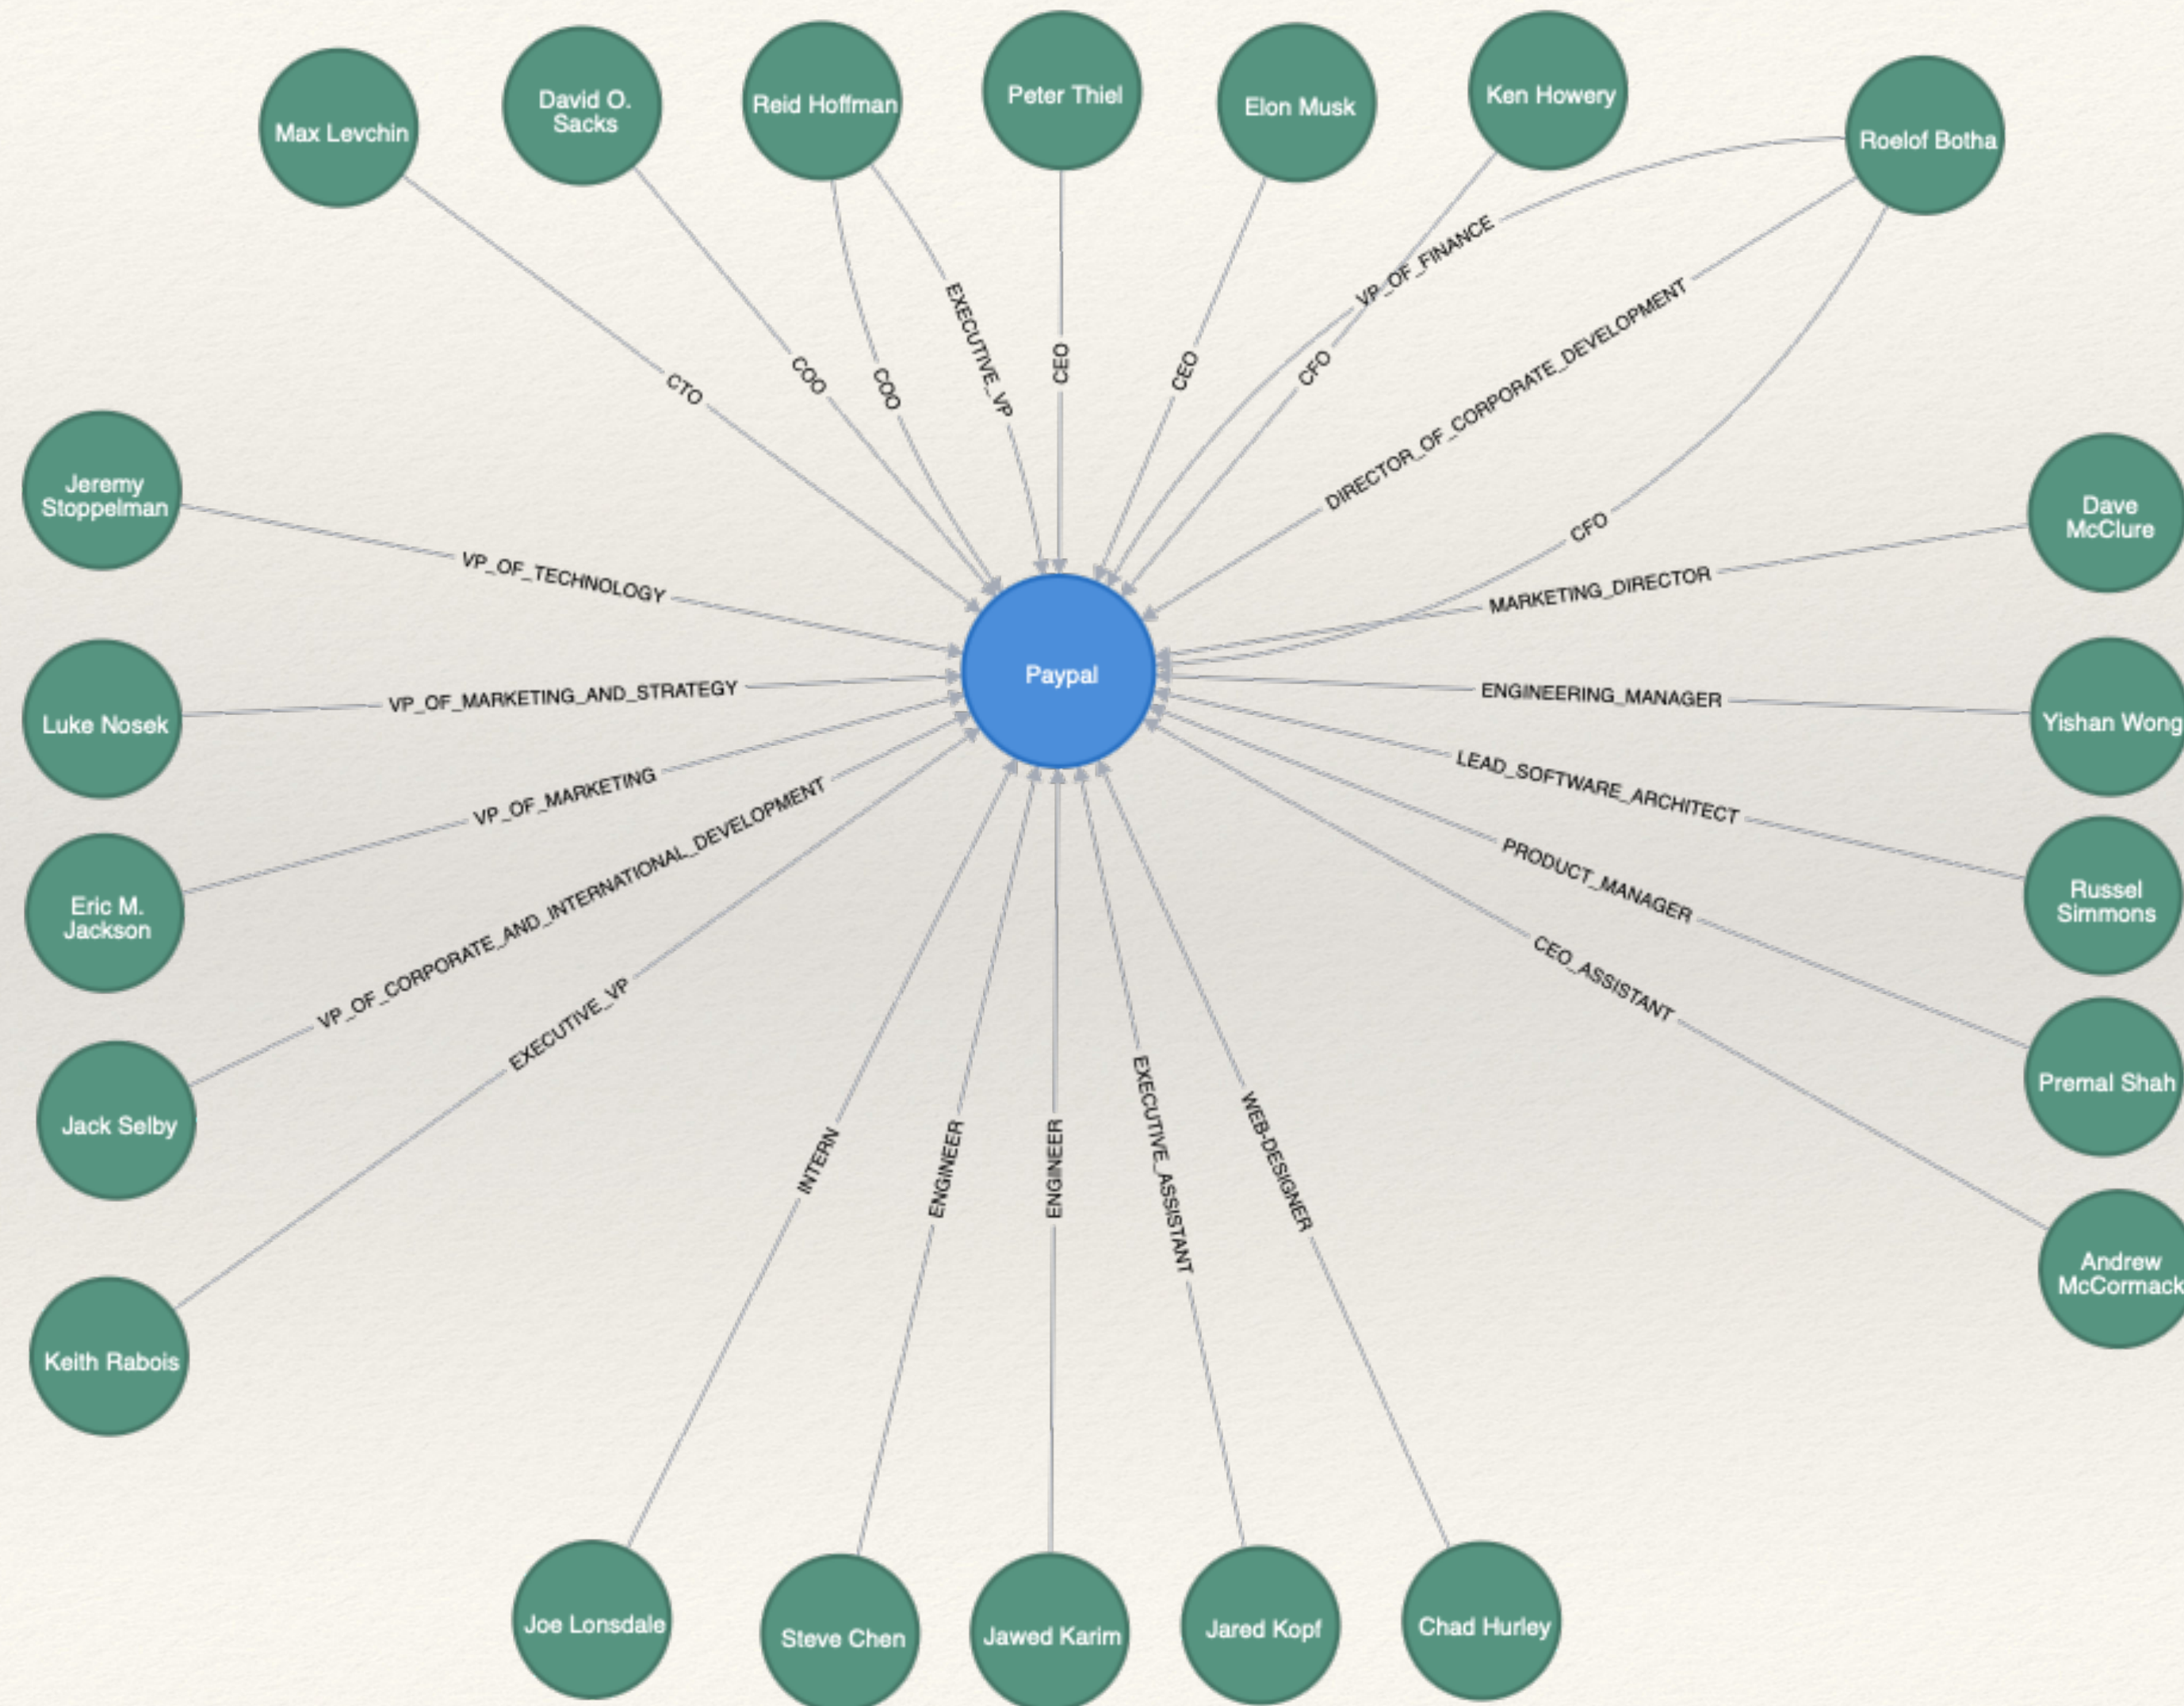 Max Levchin
David O.
Sacks
Reid Hoffman
Peter Thiel
Elon Musk
Ken Howery
Roelof Botha
CTO
COO
COO
EXECUTIVE_VP
CEO
CEO
CFO
VP_OF_FINANCE
DIRECTOR_OF_CORPORATE_DEVELOPMENT
CFO
Jeremy
Stoppelman
VP_OF_TECHNOLOGY
Dave
McClure
MARKETING_DIRECTOR
Paypal
Luke Nosek
VP_OF_MARKETING_AND_STRATEGY
ENGINEERING_MANAGER
Yishan Wong
Eric M.
Jackson
VP_OF_MARKETING
LEAD_SOFTWARE_ARCHITECT
Russel
Simmons
Jack Selby
VP_OF_CORPORATE_AND_INTERNATIONAL_DEVELOPMENT
PRODUCT_MANAGER
Premal Shah
Keith Rabois
EXECUTIVE_VP
CEO_ASSISTANT
Andrew
McCormack
INTERN
ENGINEER
ENGINEER
EXECUTIVE_ASSISTANT
WEB-DESIGNER
Joe Lonsdale
Steve Chen
Jawed Karim
Jared Kopf
Chad Hurley